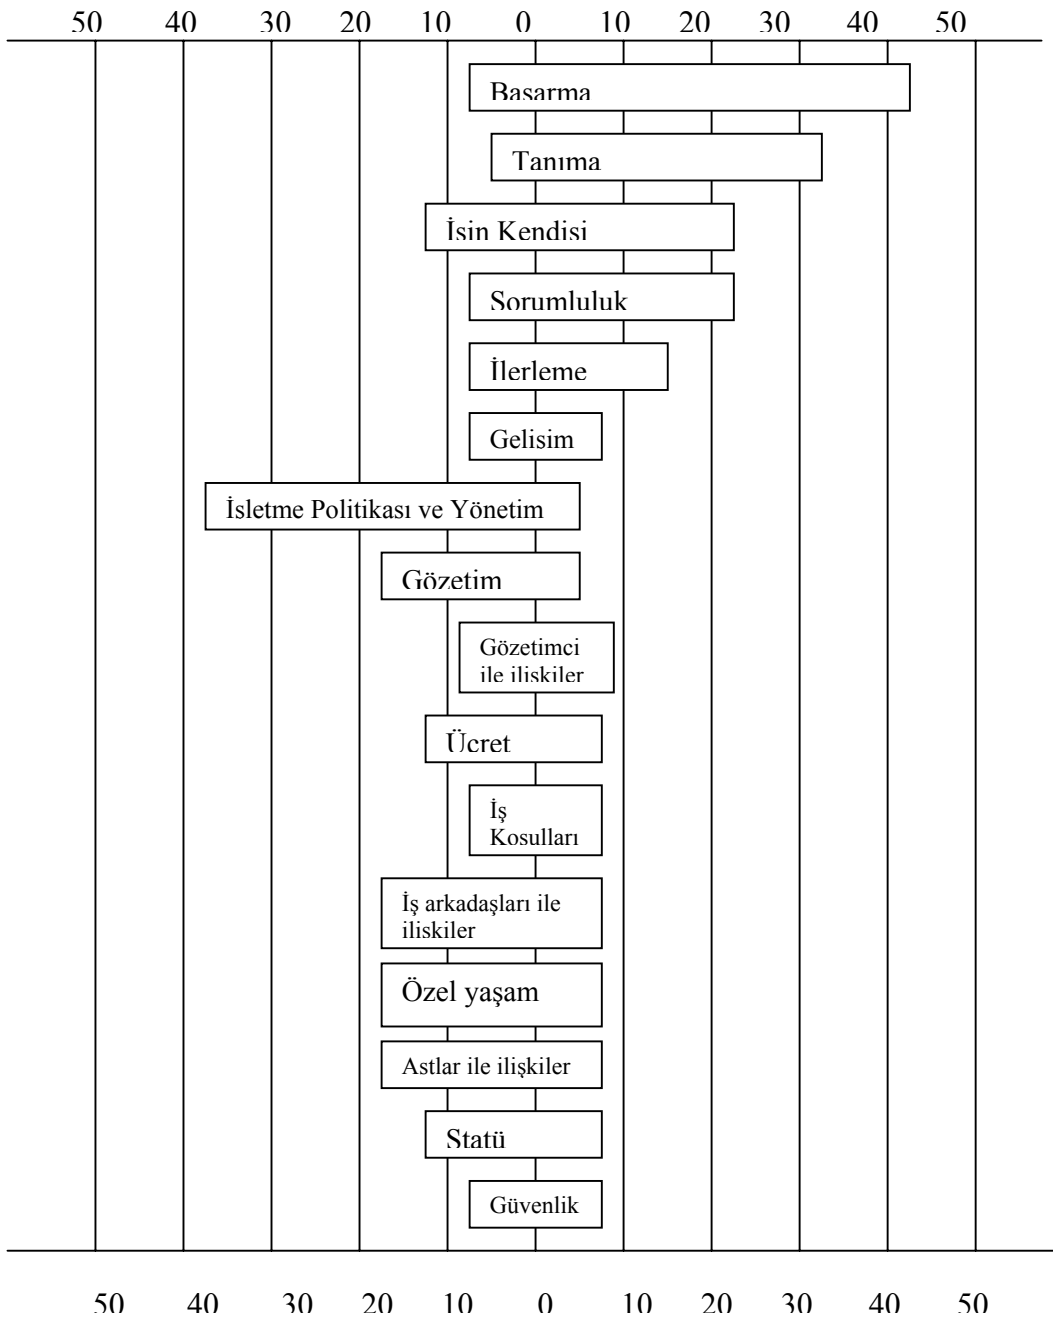 50 40 30 20 10 0 10 20 30 40 50
Basarma
Tanıma
İsin Kendisi
Sorumluluk
İlerleme
Gelisim
İsletme Politikası ve Yönetim
Gözetim
Gözetimci
ile iliskiler
Ücret
İş
Kosulları
İş arkadaşları ile
iliskiler
Özel yaşam
Astlar ile ilişkiler
Statü
Güvenlik
50 40 30 20 10 0 10 20 30 40 50